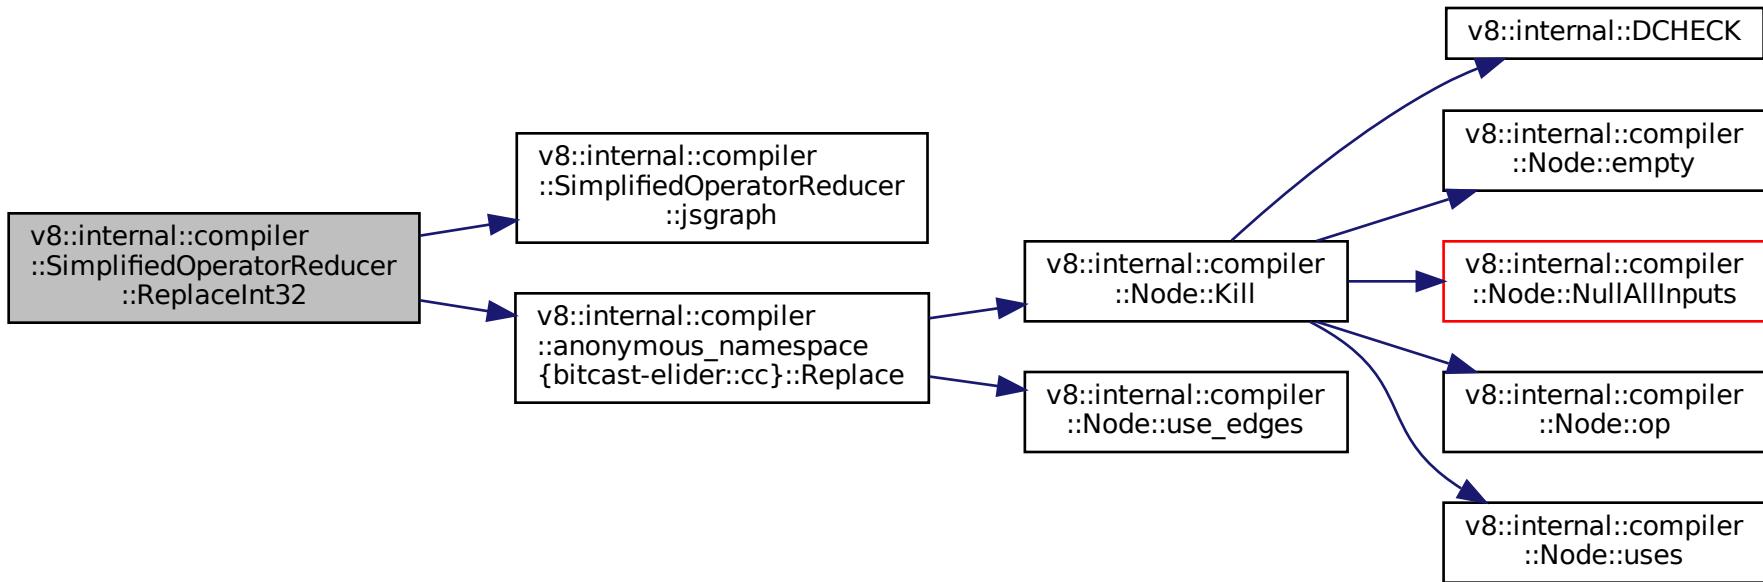 v8::internal::compiler
::SimplifiedOperatorReducer
::ReplaceInt32
v8::internal::compiler
::SimplifiedOperatorReducer
::jsgraph
v8::internal::compiler
::anonymous_namespace
{bitcast-elider::cc}::Replace
v8::internal::compiler
::Node::Kill
v8::internal::compiler
::Node::use_edges
v8::internal::DCHECK
v8::internal::compiler
::Node::empty
v8::internal::compiler
::Node::NullAllInputs
v8::internal::compiler
::Node::op
v8::internal::compiler
::Node::uses